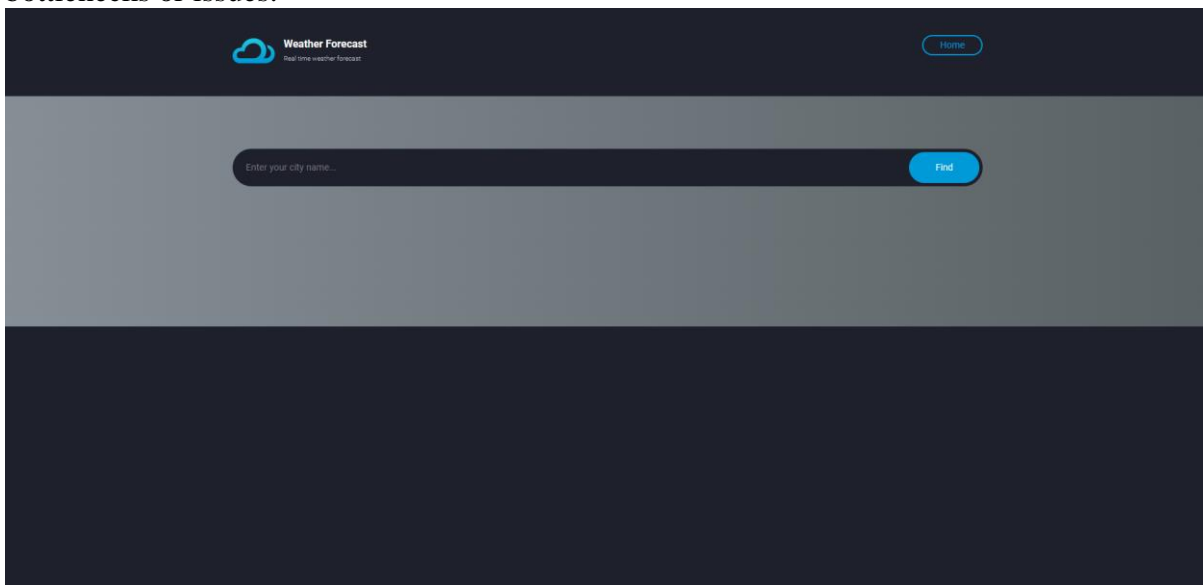 Weather Forecast
Real time weather forecast
Home
Enter your city name...
Find